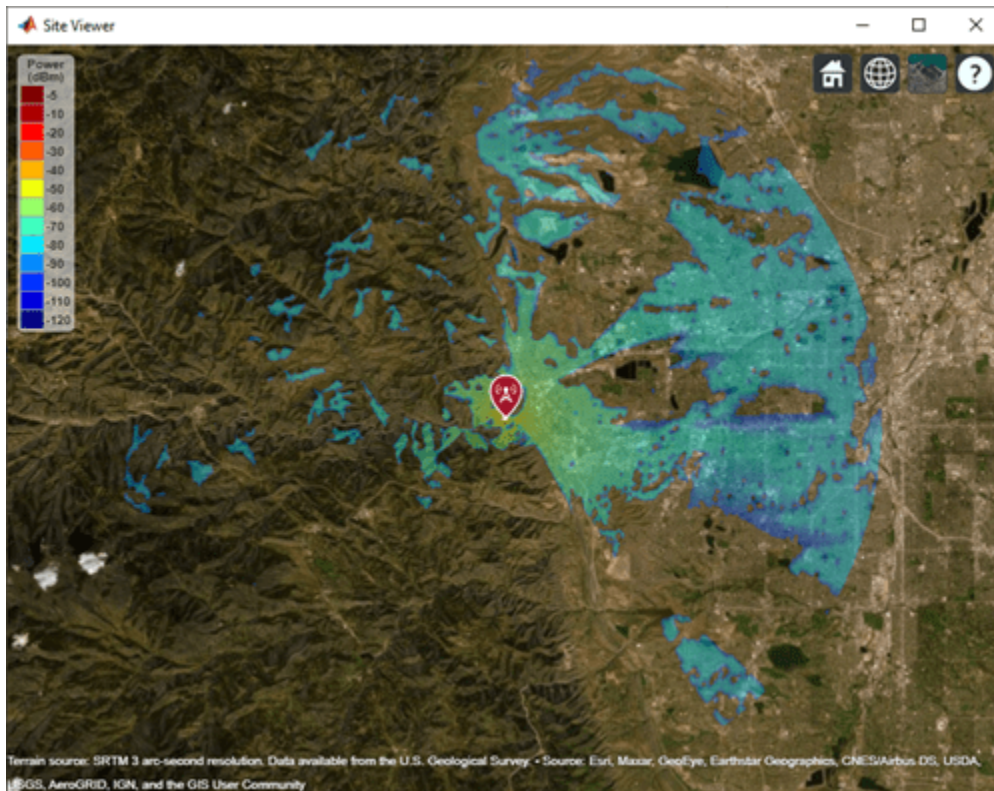 Site Viewer
Power
(dBm)
-5
-10
-20
-30
-40
-50
-60
-70
-80
-90
-100
-110
-120
?
Terrain source: SRTM 3 arc-second resolution. Data available from the U.S. Geological Survey. • Source: Esri, Maxar, GeoEye, Earthstar Geographics, CNES/Airbus DS, USDA,
USGS, AeroGRID, IGN, and the GIS User Community